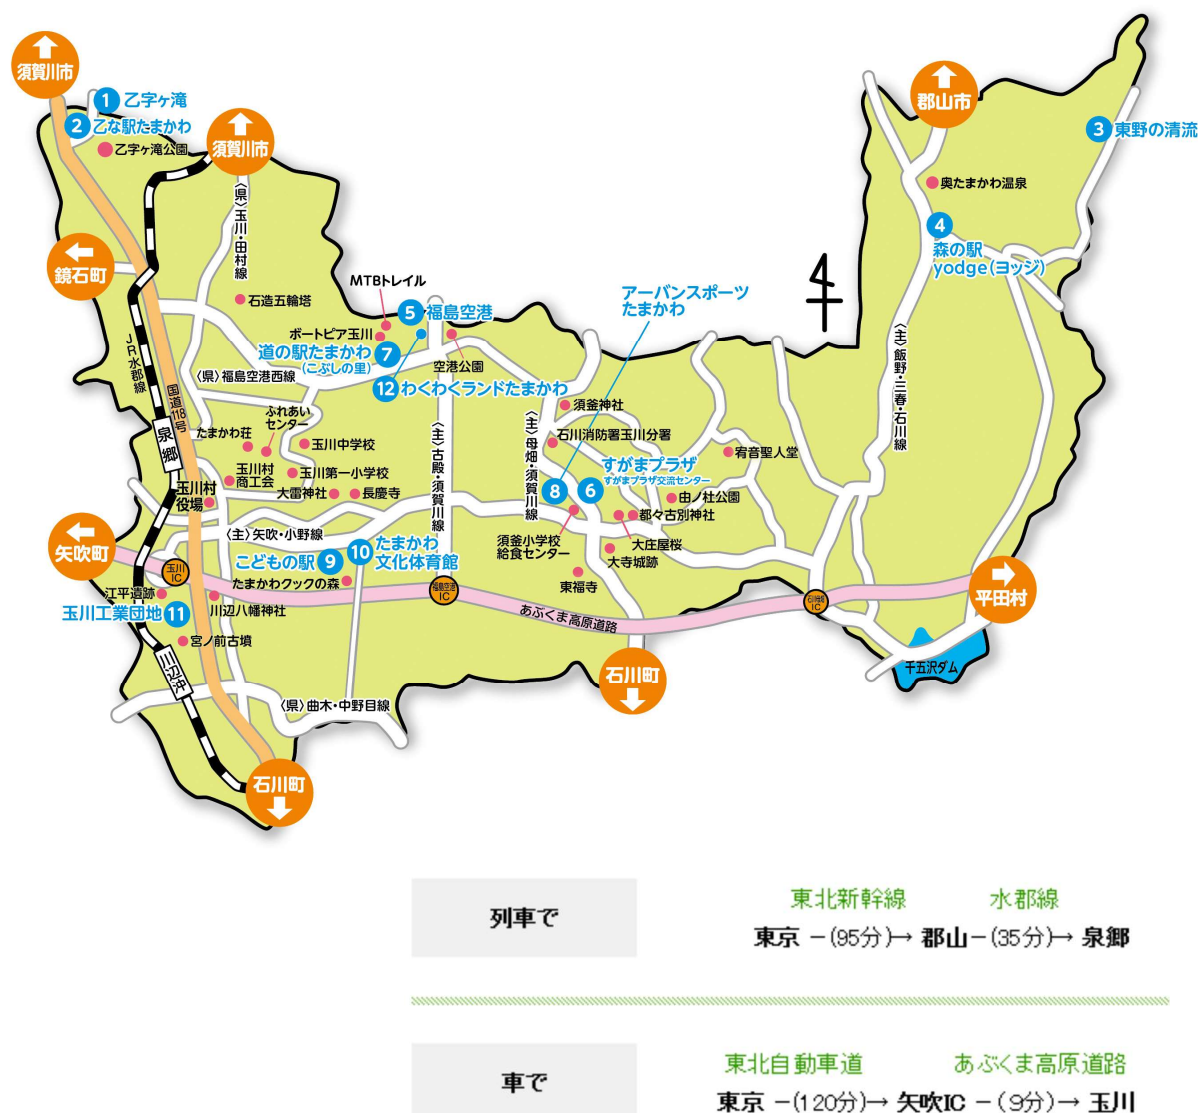 須賀川市
1 乙字ヶ滝
2 乙な駅たまかわ
乙字ヶ滝公園
須賀川市
郡山市
3 東野の清流
奥たまかわ温泉
4
森の駅
yodge(ヨッジ)
鏡石町
〈県〉玉川・田村線
石造五輪塔
MTBトレイル
5 福島空港
ボートピア玉川
道の駅たまかわ 7
(こぶしの里)
空港公園
12 わくわくランドたまかわ
アーバンスポーツ
たまかわ
JR水郡線
国道118号
〈県〉福島空港西線
〈主〉飯野・三春・石川線
泉郷
たまかわ荘
ふれあい
センター
玉川中学校
玉川村
商工会
玉川第一小学校
大雷神社
長慶寺
玉川村
役場
〈主〉古殿・須賀川線
〈主〉母畑・須賀川線
須釜神社
石川消防署玉川分署
すがまプラザ
すがまプラザ交流センター
8
6
宥音聖人堂
由ノ杜公園
都々古別神社
須釜小学校
給食センター
大庄屋桜
大寺城跡
東福寺
矢吹町
〈主〉矢吹・小野線
こどもの駅 9
10 たまかわ
文化体育館
たまかわクックの森
玉川
IC
福島空港
IC
石川母畑
IC
江平遺跡
玉川工業団地 11
川辺八幡神社
宮ノ前古墳
あぶくま高原道路
平田村
千五沢ダム
川辺沖
石川町
〈県〉曲木・中野目線
石川町
列車で
東北新幹線 水郡線
東京 −(95分)→ 郡山−(35分)→ 泉郷
車で
東北自動車道 あぶくま高原道路
東京 −(120分)→ 矢吹IC −(9分)→ 玉川